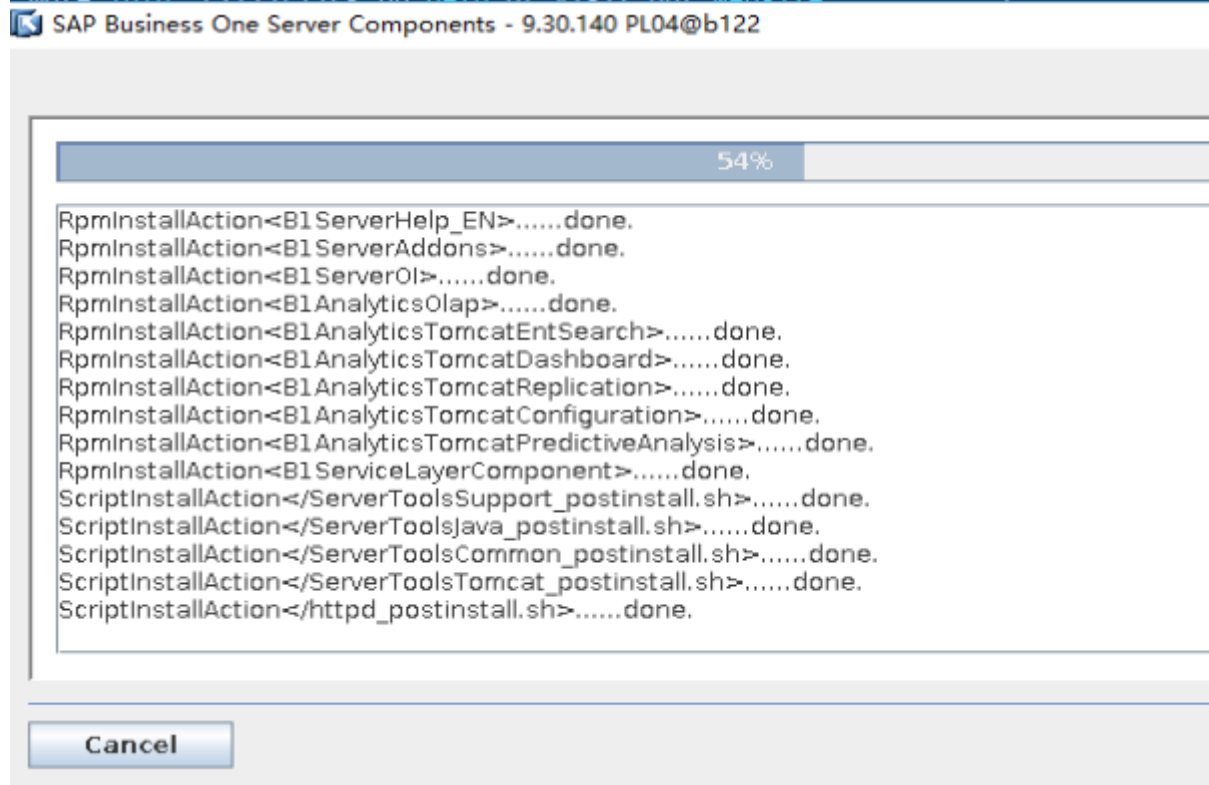 SAP Business One Server Components - 9.30.140 PL04@b122
54%
RpmInstallAction<B1ServerHelp_EN>......done.
RpmInstallAction<B1ServerAddons>......done.
RpmInstallAction<B1ServerOI>......done.
RpmInstallAction<B1AnalyticsOlap>......done.
RpmInstallAction<B1AnalyticsTomcatEntSearch>......done.
RpmInstallAction<B1AnalyticsTomcatDashboard>......done.
RpmInstallAction<B1AnalyticsTomcatReplication>......done.
RpmInstallAction<B1AnalyticsTomcatConfiguration>......done.
RpmInstallAction<B1AnalyticsTomcatPredictiveAnalysis>......done.
RpmInstallAction<B1ServiceLayerComponent>......done.
ScriptInstallAction</ServerToolsSupport_postinstall.sh>......done.
ScriptInstallAction</ServerToolsJava_postinstall.sh>......done.
ScriptInstallAction</ServerToolsCommon_postinstall.sh>......done.
ScriptInstallAction</ServerToolsTomcat_postinstall.sh>......done.
ScriptInstallAction</httpd_postinstall.sh>......done.
Cancel